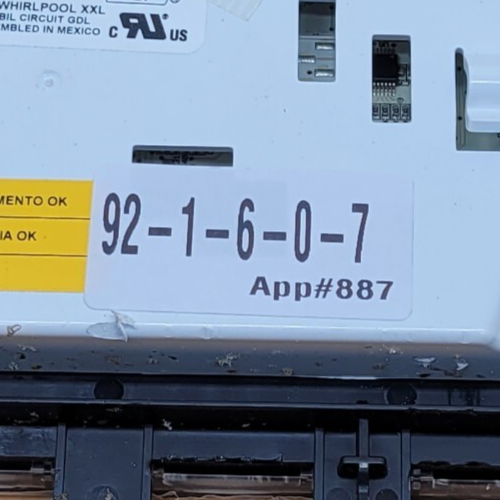 WHIRLPOOL XXL
BIL CIRCUIT GDL
MBLED IN MEXICO
C UR US
MENTO OK
IA OK
92-1-6-0-7
App#887